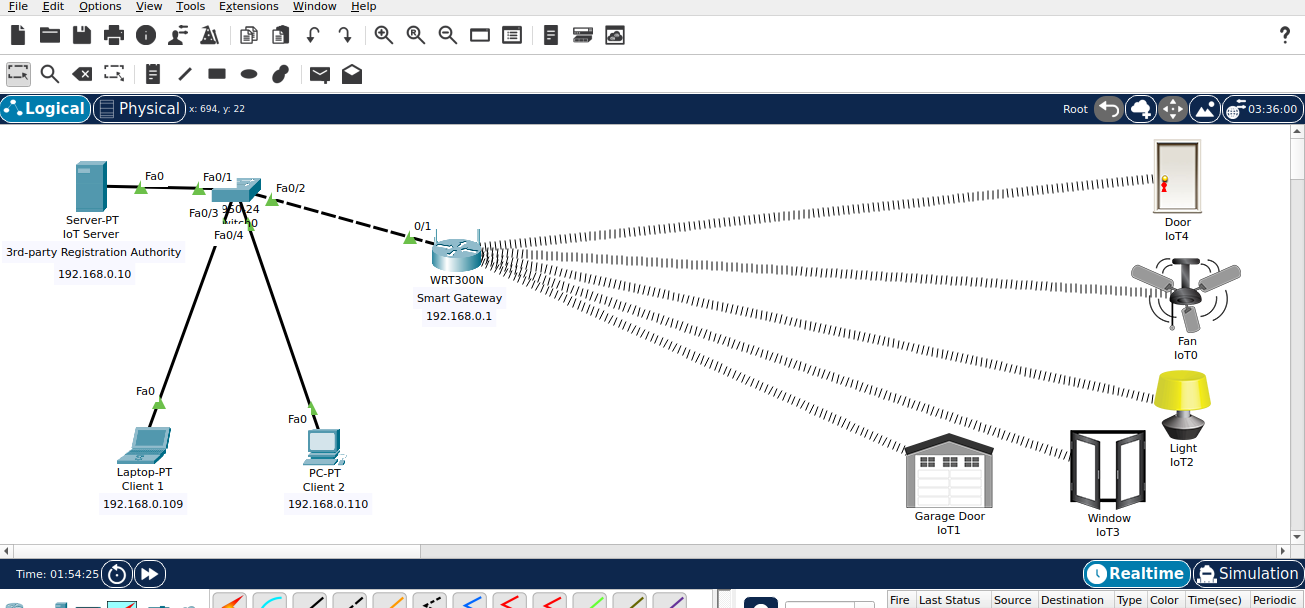 File Edit Options View Tools Extensions Window Help
Logical Physical x: 694, y: 22 Root 03:36:00
Door
IoT4
Fa0 Fa0/1
Fa0/2
Server-PT
IoT Server
3rd-party Registration Authority
192.168.0.10
Fa0/3
Fa0/4
0/1
WRT300N
Smart Gateway
192.168.0.1
Fan
IoT0
Light
IoT2
Fa0
Fa0
Laptop-PT
Client 1
192.168.0.109
PC-PT
Client 2
192.168.0.110
Garage Door
IoT1
Window
IoT3
Time: 01:54:25 Realtime Simulation
Fire Last Status Source Destination Type Color Time(sec) Periodic